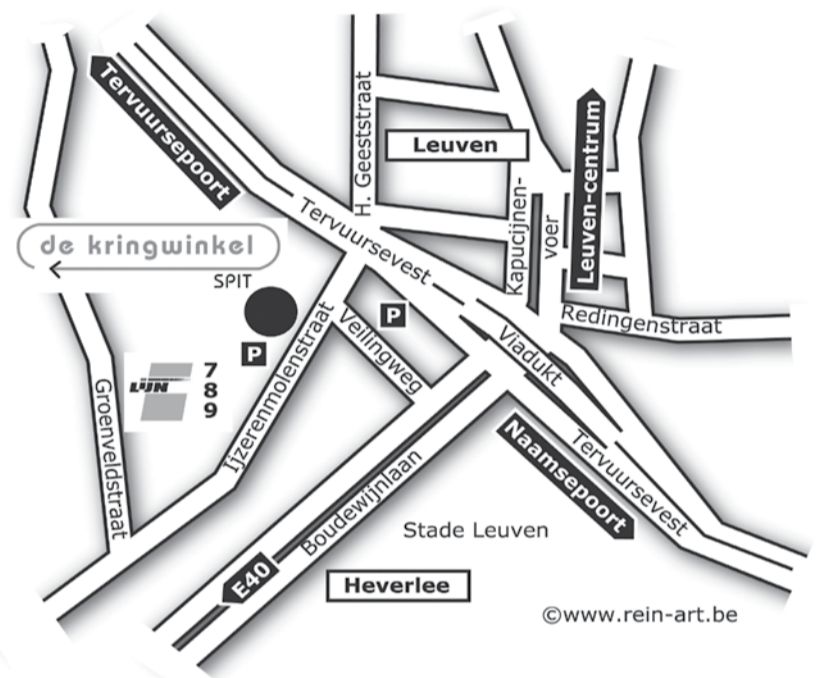 Tervuursepoort
H. Geeststraat
Leuven
Kapucijnen-
voer
Leuven-centrum
Tervuursevest
de kringwinkel
SPIT
P
P
Redingenstraat
Veilingweg
Viadukt
LIJN
7
8
9
Ijzerenmolenstraat
Groenveldstraat
Boudewijnlaan
Naamsepoort
Tervuursevest
Stade Leuven
E40
Heverlee
©www.rein-art.be